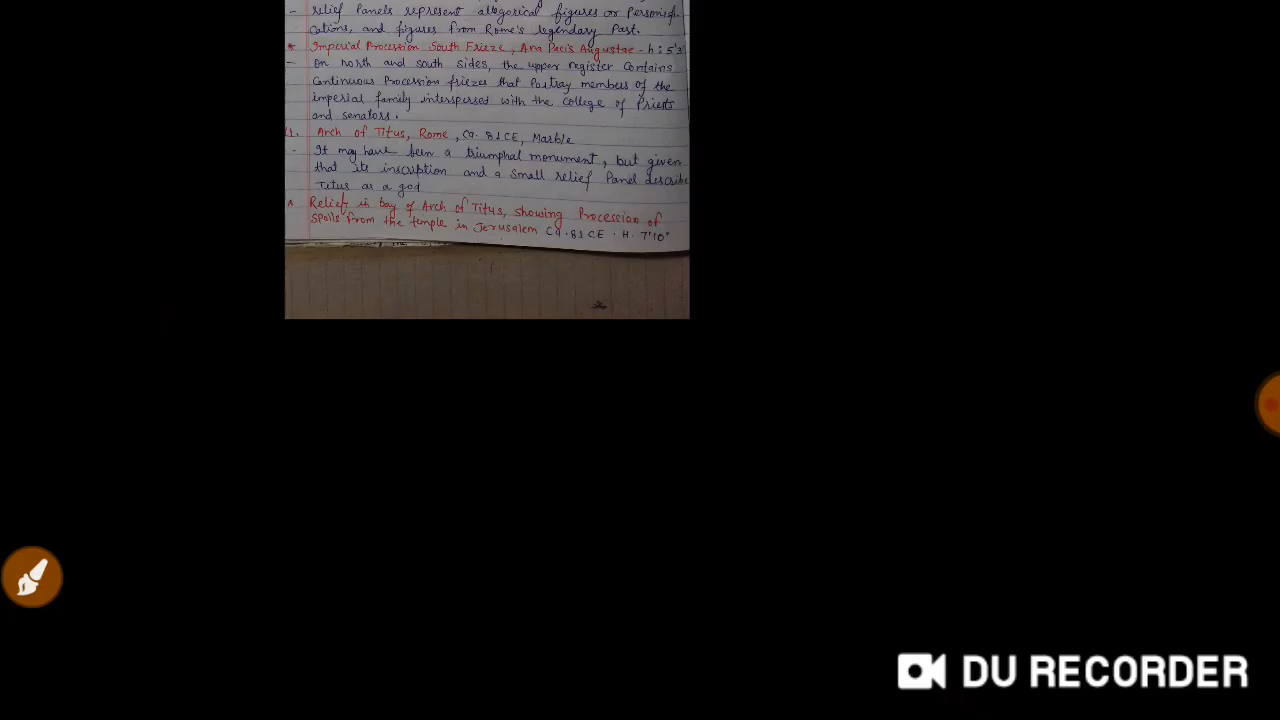 - relief Panels represent allegorical figures or Personifi-
cations, and figures from Rome's legendary Past.
* Imperial Procession South Frieze, Ara Pacis Augustae - h: 5'3
- On north and south sides, the upper register contains
Continuous Procession friezes that Portray members of the
imperial family interspersed with the College of Priests
and senators.
Arch of Titus, Rome, Ca. 81 CE, Marble
- It may have been a triumphal monument, but given
that its inscription and a small relief Panel describe
Titus as a god
* Relief in bay of Arch of Titus, showing Procession of
spoils from the temple in Jerusalem Ca. 81 CE. H. 7'10"
DU RECORDER